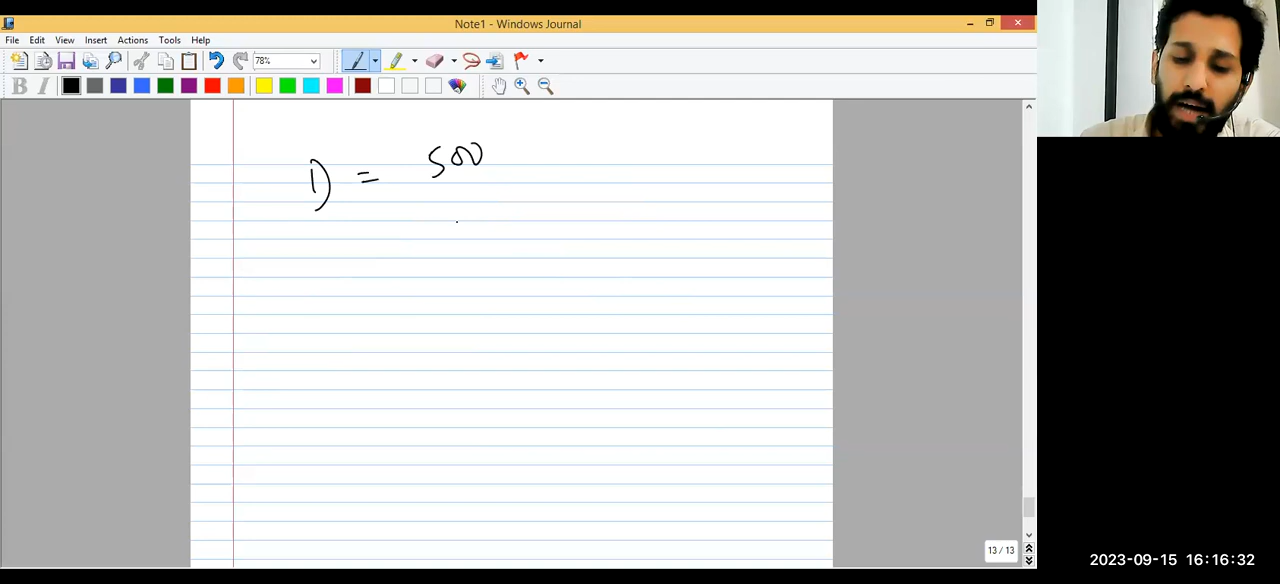 Note1 - Windows Journal
File Edit View Insert Actions Tools Help
78%
B I
D = 500
13 / 13
2023-09-15 16:16:32